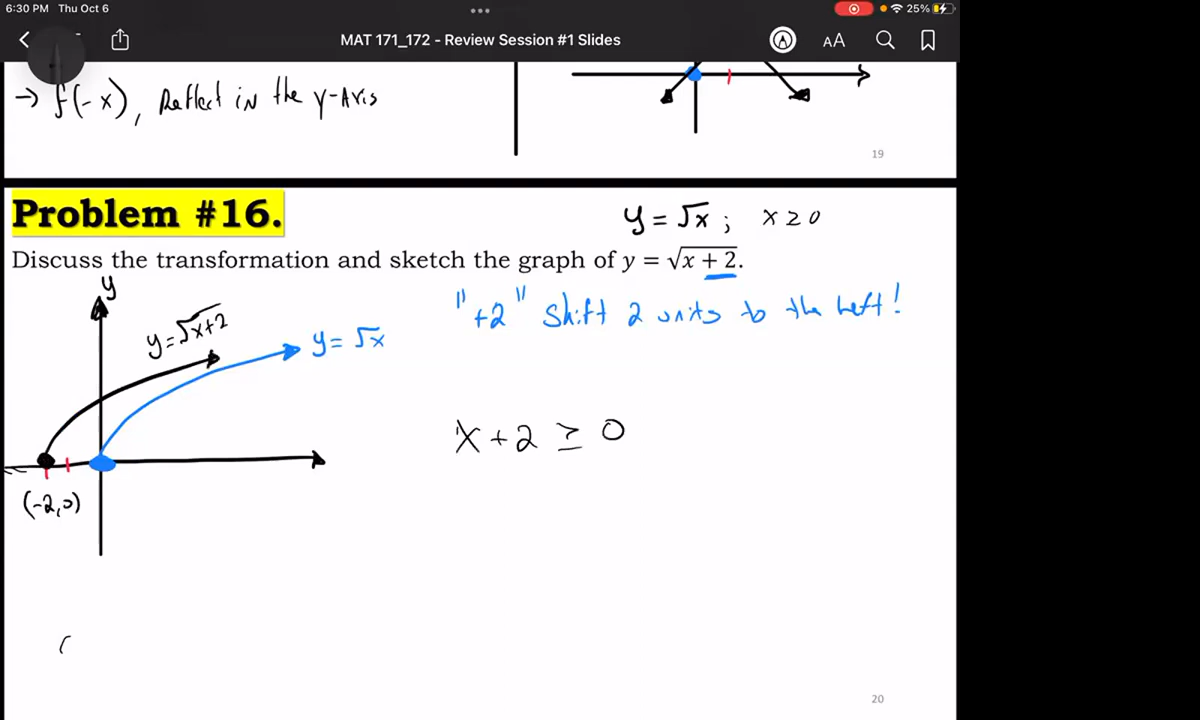 6:30 PM Thu Oct 6
25%
MAT 171_172 - Review Session #1 Slides
AA
→ f(-x), Reflect in the y-Axis
19
Problem #16.
y = √x ; x ≥ 0
Discuss the transformation and sketch the graph of y = √x + 2.
y
"+2" Shift 2 units to the Left!
y=√x+2
y = √x
x + 2 ≥ 0
(-2,0)
(
20